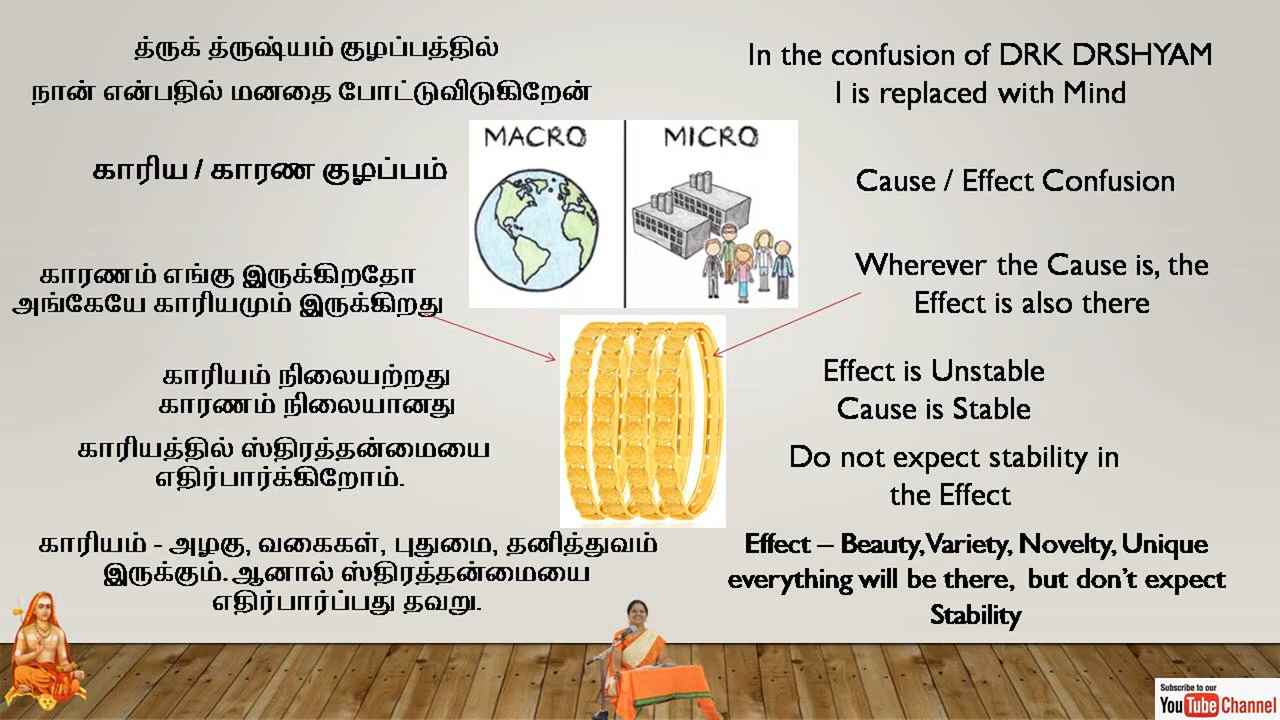 த்ருக் த்ருஷ்யம் குழப்பத்தில்
நான் என்பதில் மனதை போட்டுவிடுகிறேன்
In the confusion of DRK DRSHYAM
I is replaced with Mind
MACRO
MICRO
காரிய / காரண குழப்பம்
Cause / Effect Confusion
காரணம் எங்கு இருக்கிறதோ
அங்கேயே காரியமும் இருக்கிறது
Wherever the Cause is, the
Effect is also there
காரியம் நிலையற்றது
காரணம் நிலையானது
Effect is Unstable
Cause is Stable
காரியத்தில் ஸ்திரத்தன்மையை
எதிர்பார்க்கிறோம்.
Do not expect stability in
the Effect
காரியம் - அழகு, வகைகள், புதுமை, தனித்துவம்
இருக்கும். ஆனால் ஸ்திரத்தன்மையை
எதிர்பார்ப்பது தவறு.
Effect – Beauty, Variety, Novelty, Unique
everything will be there, but don't expect
Stability
Subscribe to our
YouTube Channel